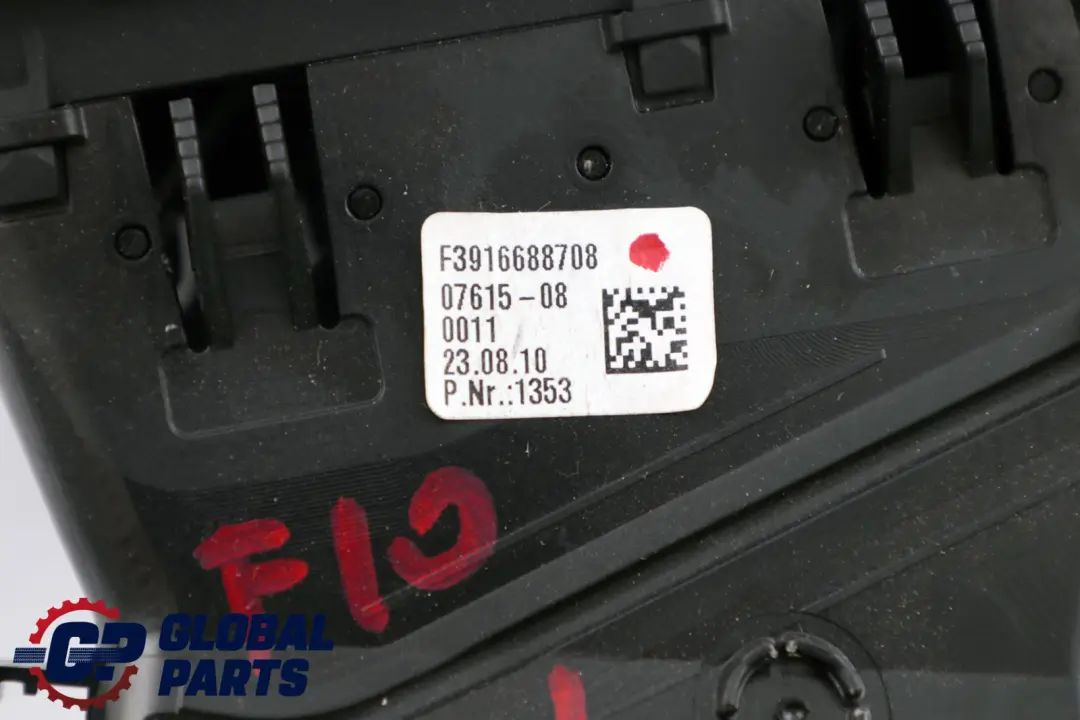 F3916688708
07615-08
0011
23.08.10
P.Nr.:1353
F10
GP GLOBAL
PARTS